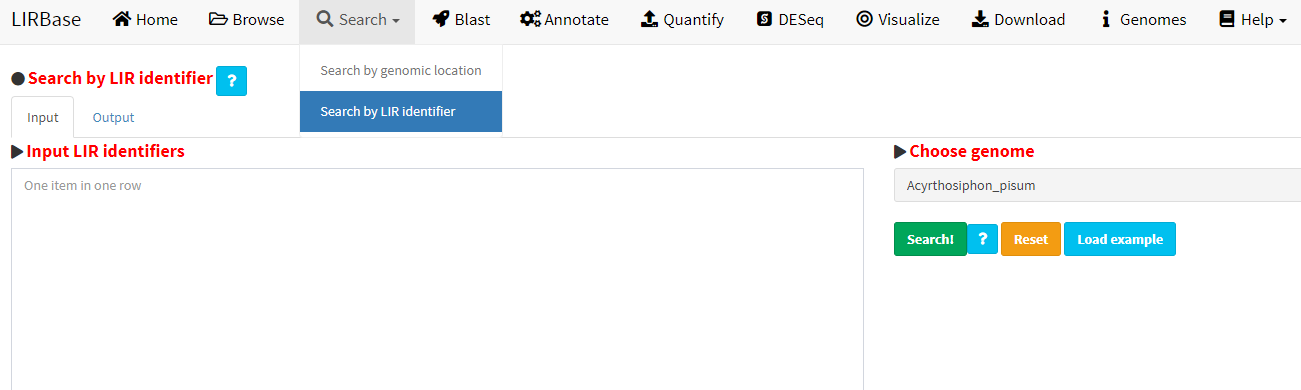 LIRBase Home Browse Search Blast Annotate Quantify DESeq Visualize Download Genomes Help
Search by genomic location
Search by LIR identifier ?
Search by LIR identifier
Input Output
Input LIR identifiers
Choose genome
One item in one row
Acyrthosiphon_pisum
Search! ? Reset Load example